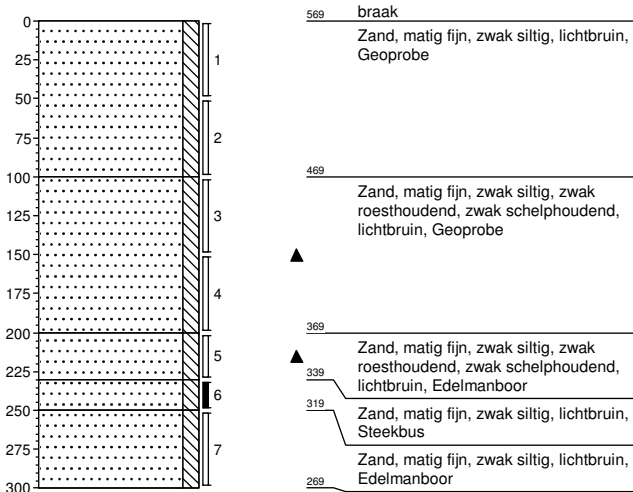 0
25
50
75
100
125
150
175
200
225
250
275
300
1
2
3
4
5
6
7
569
braak
Zand, matig fijn, zwak siltig, lichtbruin,
Geoprobe
469
Zand, matig fijn, zwak siltig, zwak
roesthoudend, zwak schelphoudend,
lichtbruin, Geoprobe
369
Zand, matig fijn, zwak siltig, zwak
roesthoudend, zwak schelphoudend,
lichtbruin, Edelmanboor
339
319
Zand, matig fijn, zwak siltig, lichtbruin,
Steekbus
Zand, matig fijn, zwak siltig, lichtbruin,
Edelmanboor
269